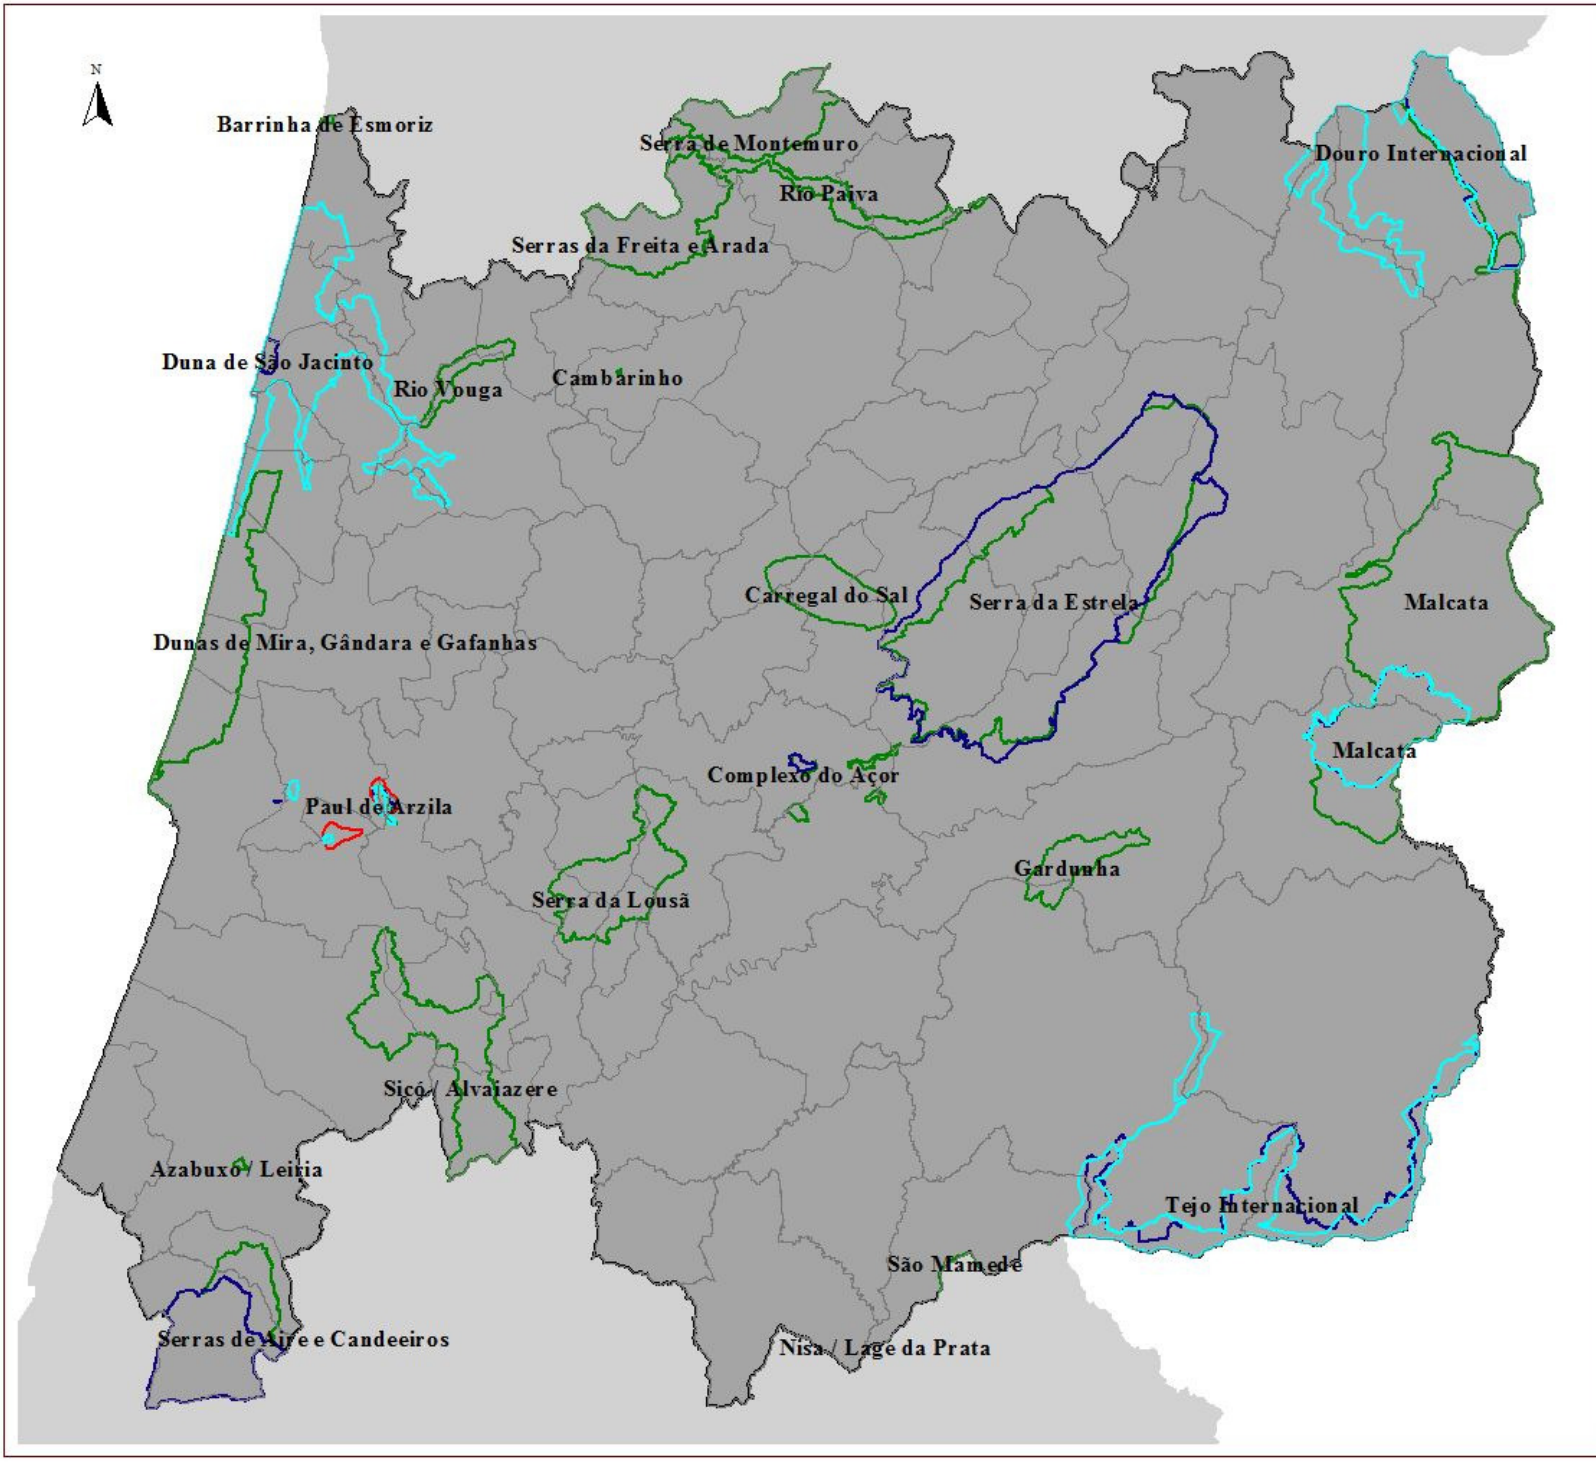 N
Barrinha de Esmoriz
Serra de Montemuro
Douro Internacional
Rio Paiva
Serras da Freita e Arada
Duna de São Jacinto
Rio Vouga
Cambarinho
Carregal do Sal
Serra da Estrela
Malcata
Dunas de Mira, Gândara e Gafanhas
Malcata
Complexo do Açor
Paul de Arzila
Gardunha
Serra da Lousã
Sicó / Alvaiazere
Azabuxo / Leiria
Tejo Internacional
São Mamede
Serras de Aire e Candeeiros
Nisa / Lage da Prata